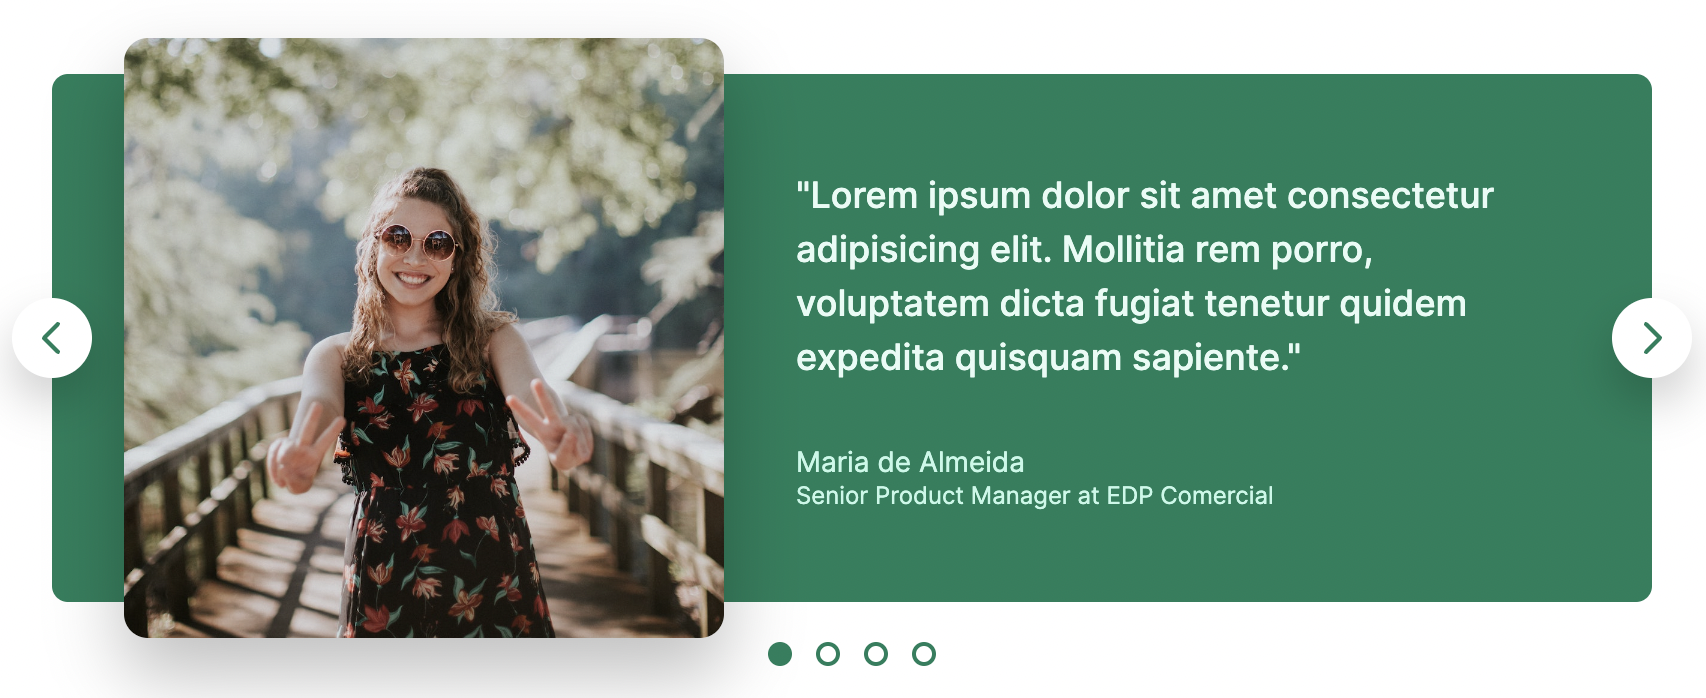 "Lorem ipsum dolor sit amet consectetur
adipisicing elit. Mollitia rem porro,
voluptatem dicta fugiat tenetur quidem
expedita quisquam sapiente."
Maria de Almeida
Senior Product Manager at EDP Comercial